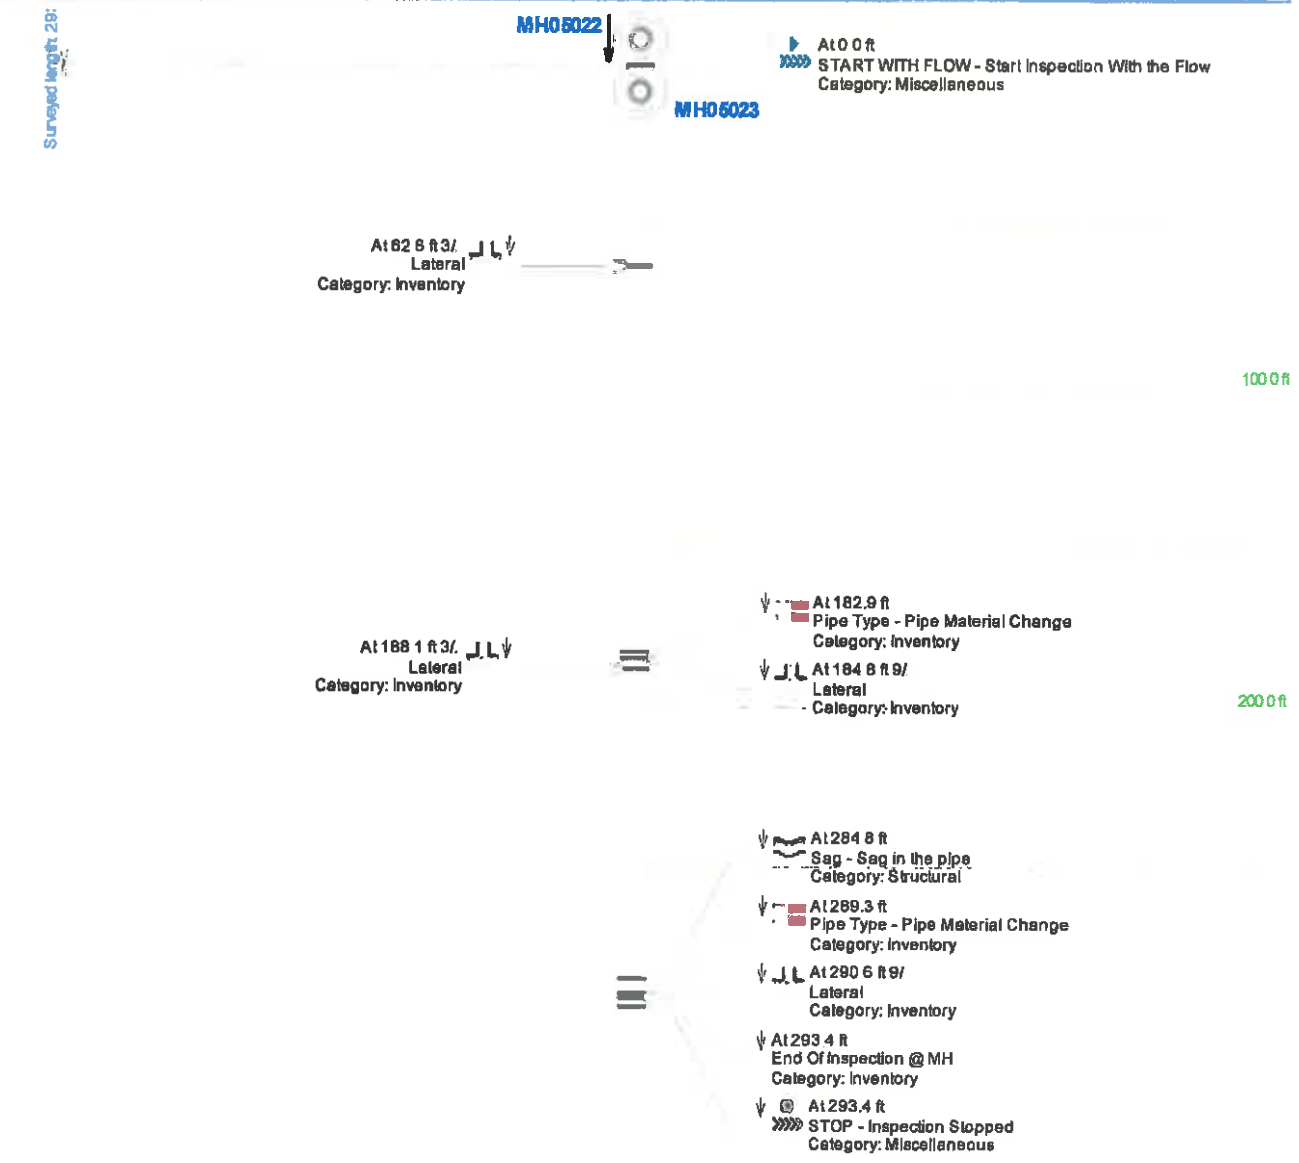 Surveyed length: 29:
MH05022
MH05023
At 0 0 ft
START WITH FLOW - Start Inspection With the Flow
Category: Miscellaneous
At 62 6 ft 3/.
Lateral
Category: Inventory
100 0 ft
At 182.9 ft
Pipe Type - Pipe Material Change
Category: Inventory
At 188 1 ft 3/.
Lateral
Category: Inventory
At 184 8 ft 9/
Lateral
Category: Inventory
200 0 ft
At 284 8 ft
Sag - Sag in the pipe
Category: Structural
At 289.3 ft
Pipe Type - Pipe Material Change
Category: Inventory
At 290 6 ft 9/
Lateral
Category: Inventory
At 293 4 ft
End Of Inspection @ MH
Category: Inventory
At 293.4 ft
STOP - Inspection Stopped
Category: Miscellaneous